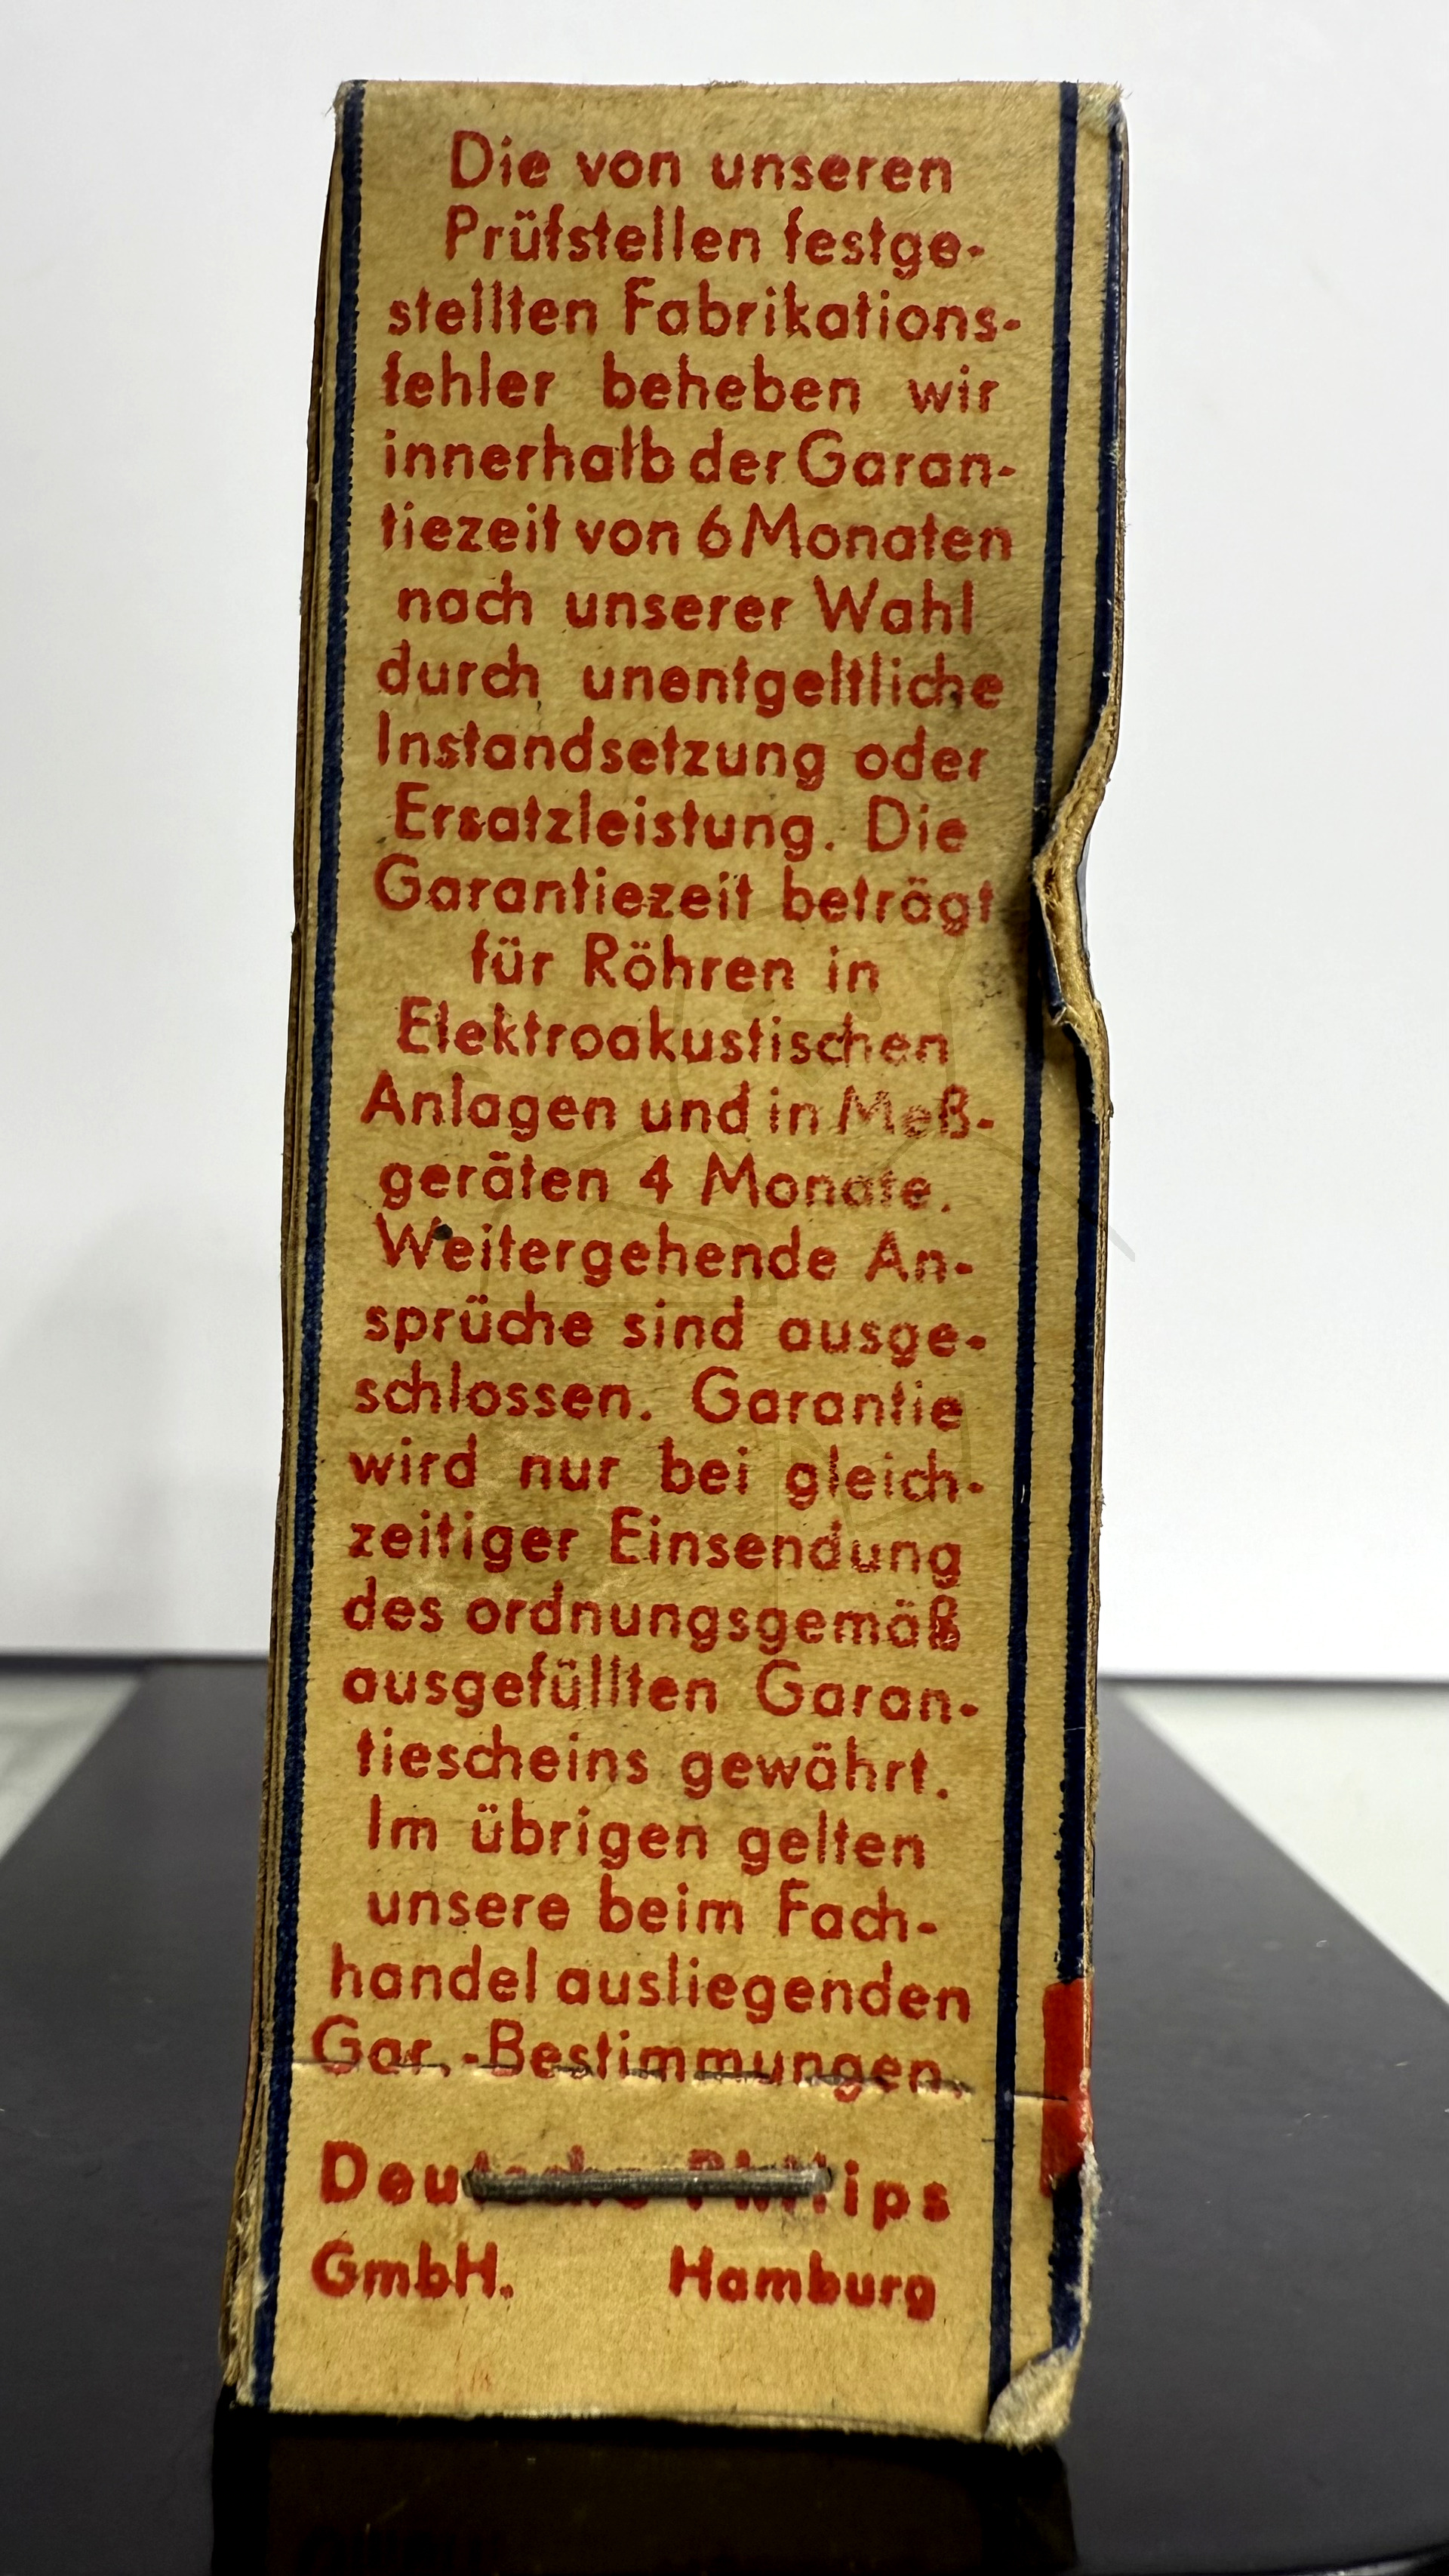 Die von unseren
Prüfstellen festge-
stellten Fabrikations-
fehler beheben wir
innerhalb der Garan-
tiezeit von 6 Monaten
nach unserer Wahl
durch unentgeltliche
Instandsetzung oder
Ersatzleistung. Die
Garantiezeit beträgt
für Röhren in
Elektroakustischen
Anlagen und in Meß-
geräten 4 Monate.
Weitergehende An-
sprüche sind ausge-
schlossen. Garantie
wird nur bei gleich-
zeitiger Einsendung
des ordnungsgemäß
ausgefüllten Garan-
tiescheins gewährt.
Im übrigen gelten
unsere beim Fach-
handel ausliegenden
Gar.-Bestimmungen.
Deutsche Philips
GmbH. Hamburg